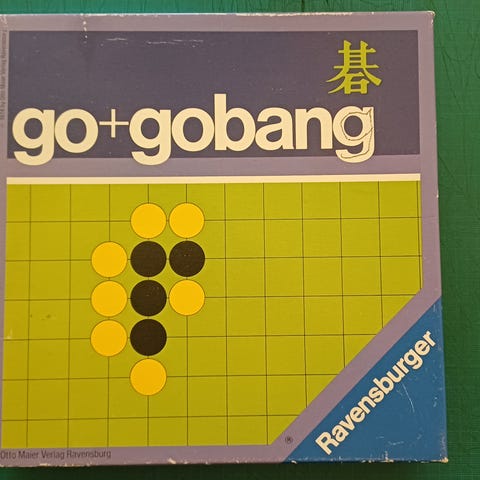 碁
go+gobang
Ravensburger
®
Otto Maier Verlag Ravensburg